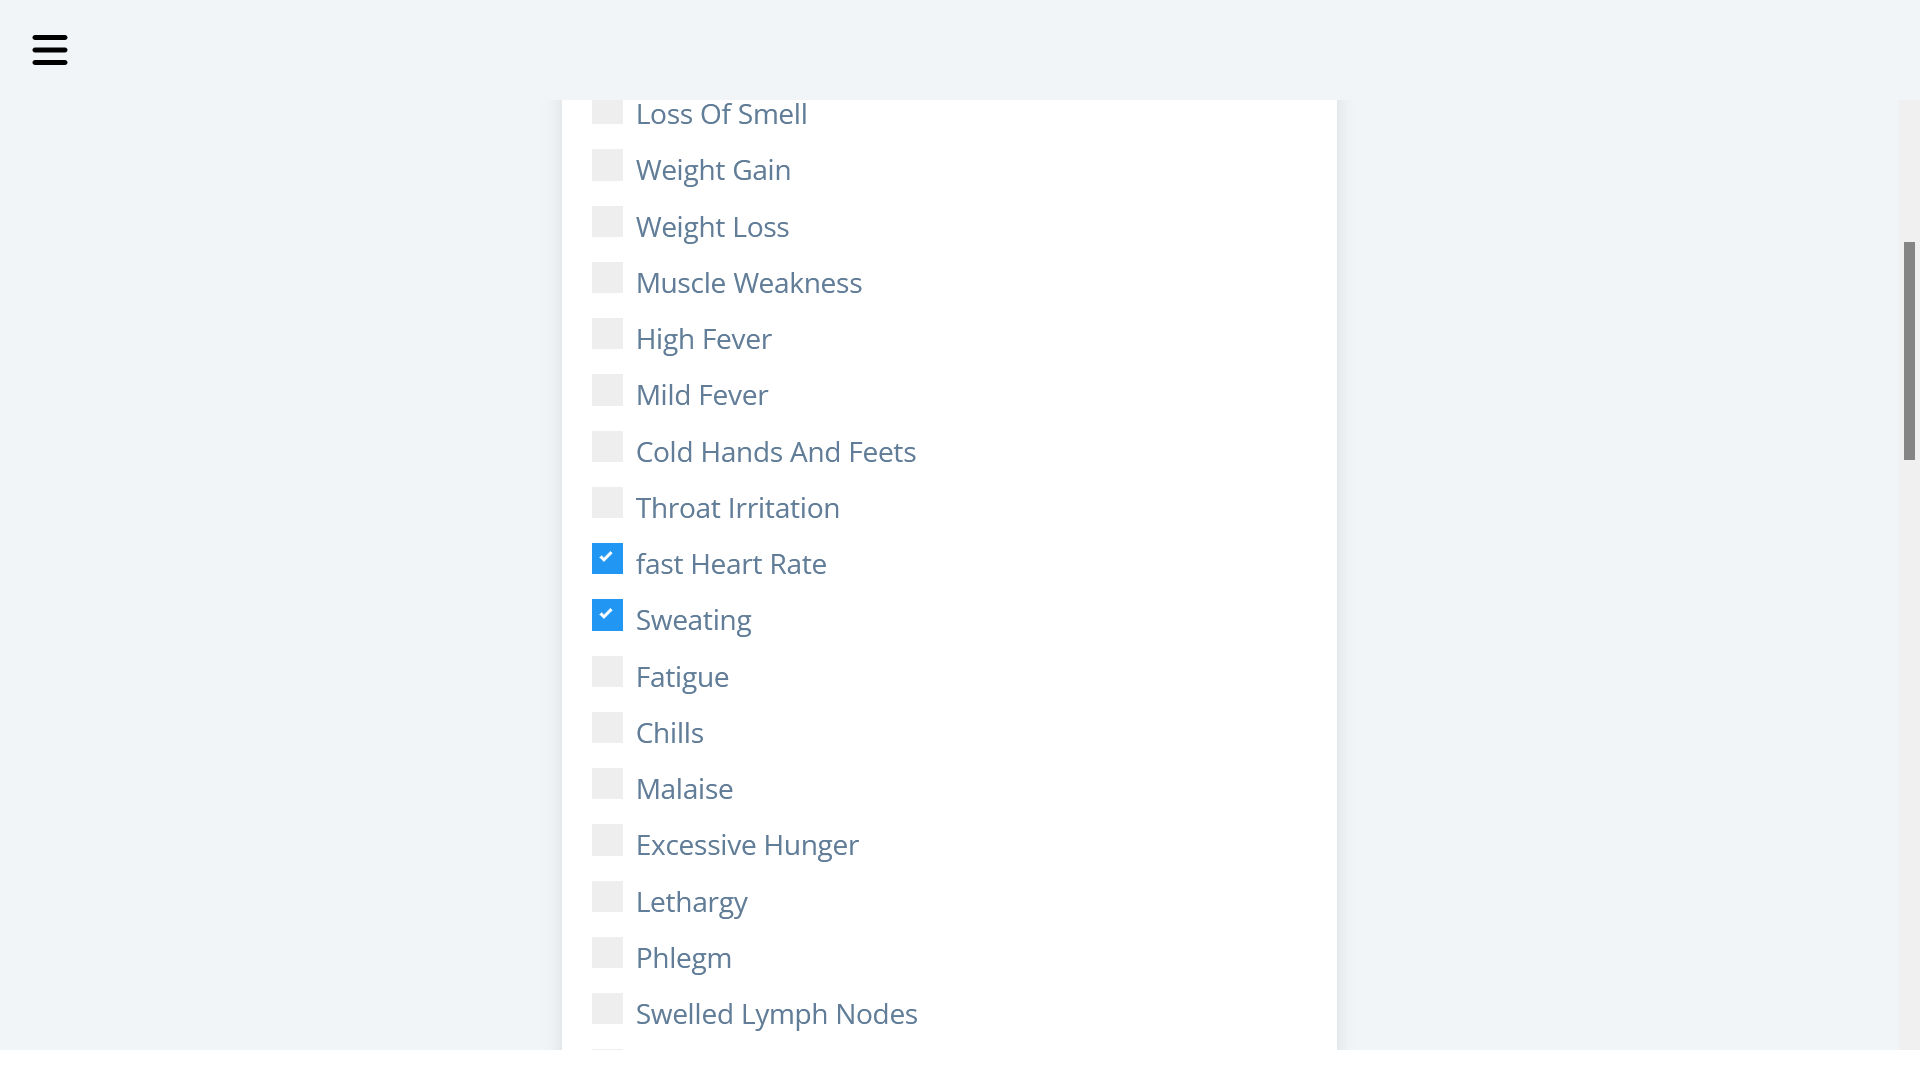 Loss Of Smell
Weight Gain
Weight Loss
Muscle Weakness
High Fever
Mild Fever
Cold Hands And Feets
Throat Irritation
fast Heart Rate
Sweating
Fatigue
Chills
Malaise
Excessive Hunger
Lethargy
Phlegm
Swelled Lymph Nodes